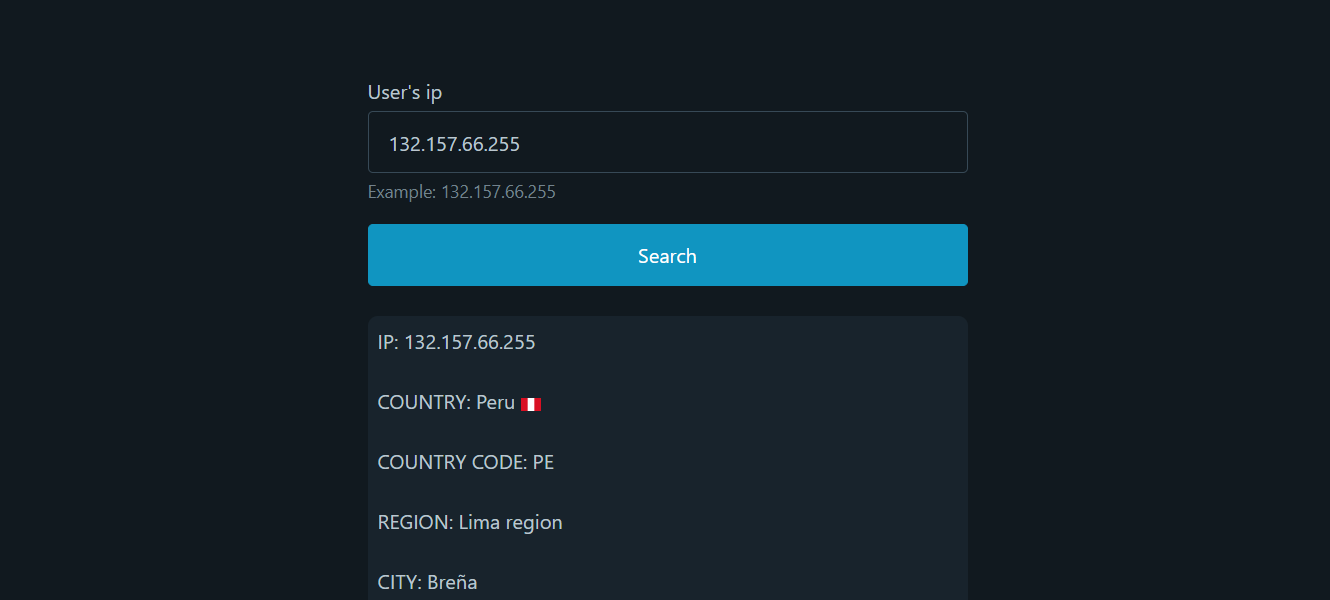 User's ip
132.157.66.255
Example: 132.157.66.255
Search
IP: 132.157.66.255
COUNTRY: Peru
COUNTRY CODE: PE
REGION: Lima region
CITY: Breña